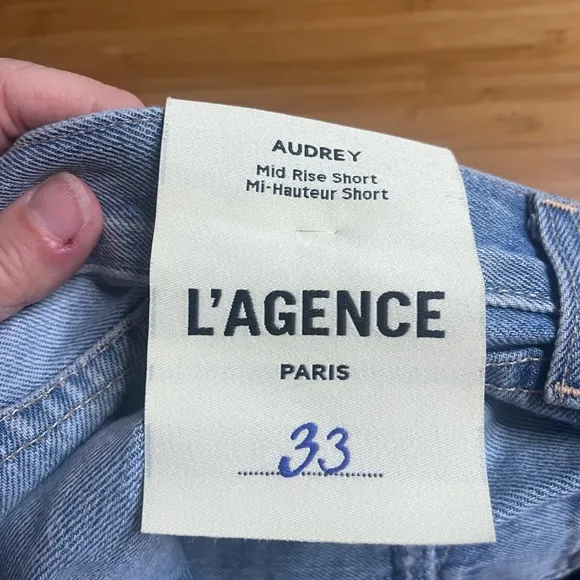 AUDREY
Mid Rise Short
Mi-Hauteur Short
L'AGENCE
PARIS
33